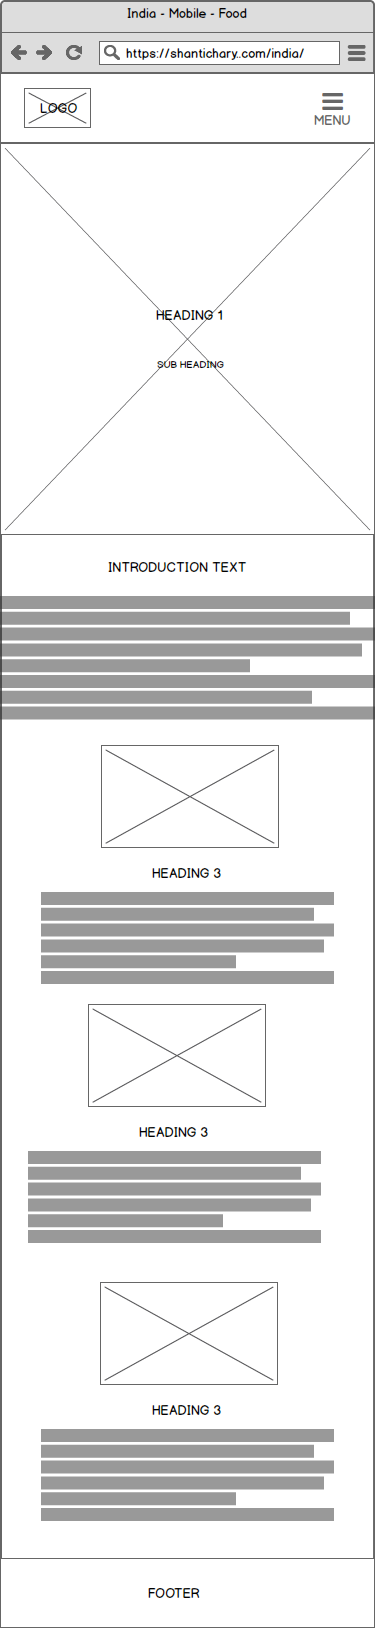 India - Mobile - Food
https://shantichary.com/india/
LOGO
MENU
HEADING 1
SUB HEADING
INTRODUCTION TEXT
HEADING 3
HEADING 3
HEADING 3
FOOTER